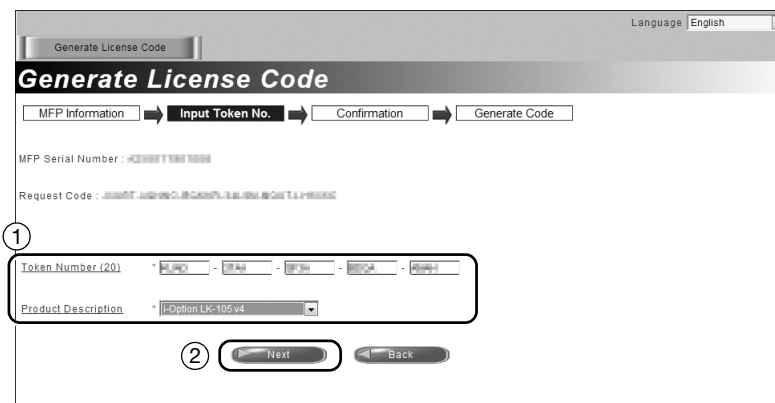 Language English
Generate License Code
Generate License Code
MFP Information Input Token No. Confirmation Generate Code
MFP Serial Number :
Request Code :
1
Token Number (20) * - - - -
Product Description * i-Option LK-105 v4
2 Next Back